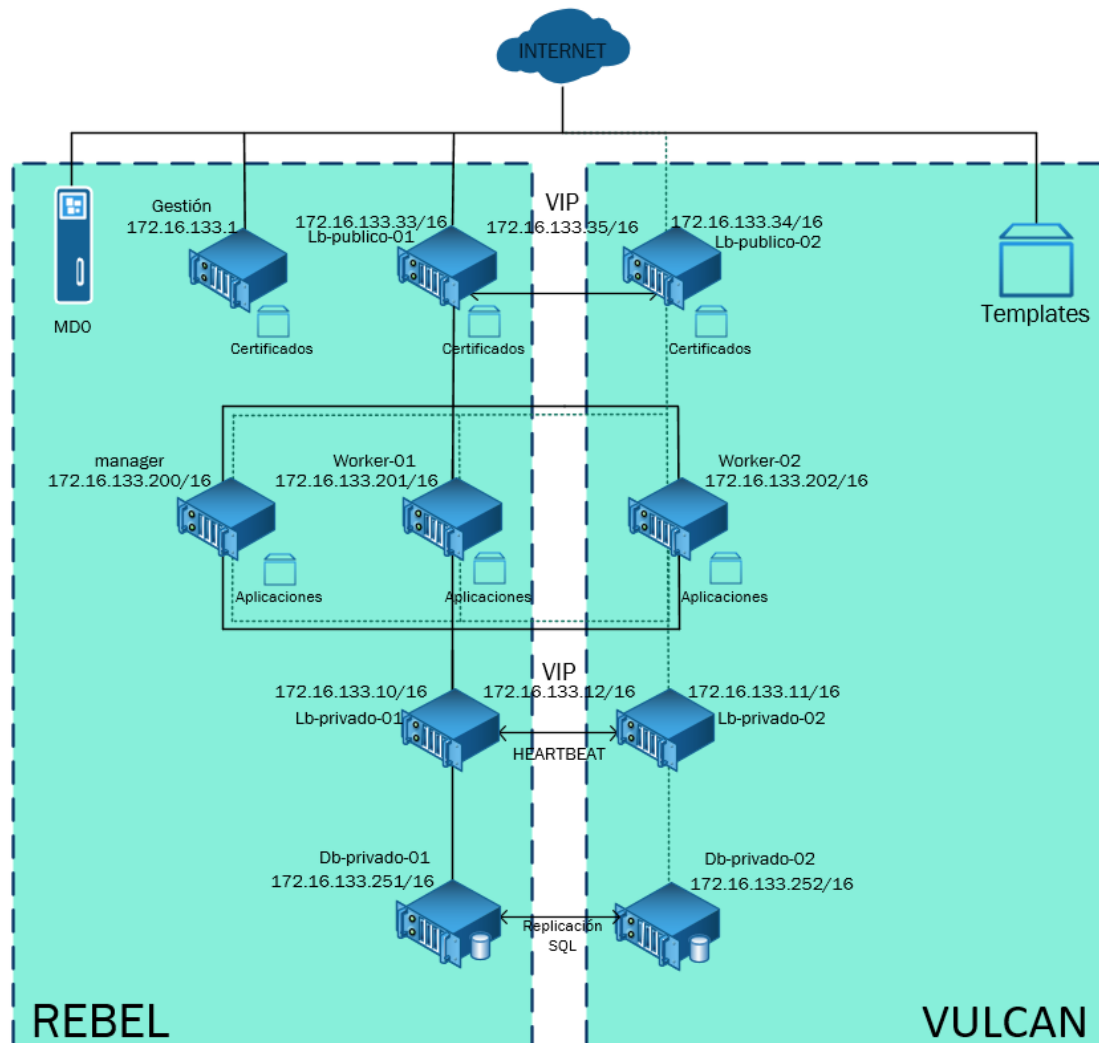 INTERNET
Gestión
172.16.133.1
172.16.133.33/16
Lb-publico-01
VIP
172.16.133.35/16
172.16.133.34/16
Lb-publico-02
MD0
Certificados
Certificados
Certificados
Templates
manager
172.16.133.200/16
Worker-01
172.16.133.201/16
Worker-02
172.16.133.202/16
Aplicaciones
Aplicaciones
Aplicaciones
172.16.133.10/16
Lb-privado-01
VIP
172.16.133.12/16
172.16.133.11/16
Lb-privado-02
HEARTBEAT
Db-privado-01
172.16.133.251/16
Db-privado-02
172.16.133.252/16
Replicación
SQL
REBEL
VULCAN